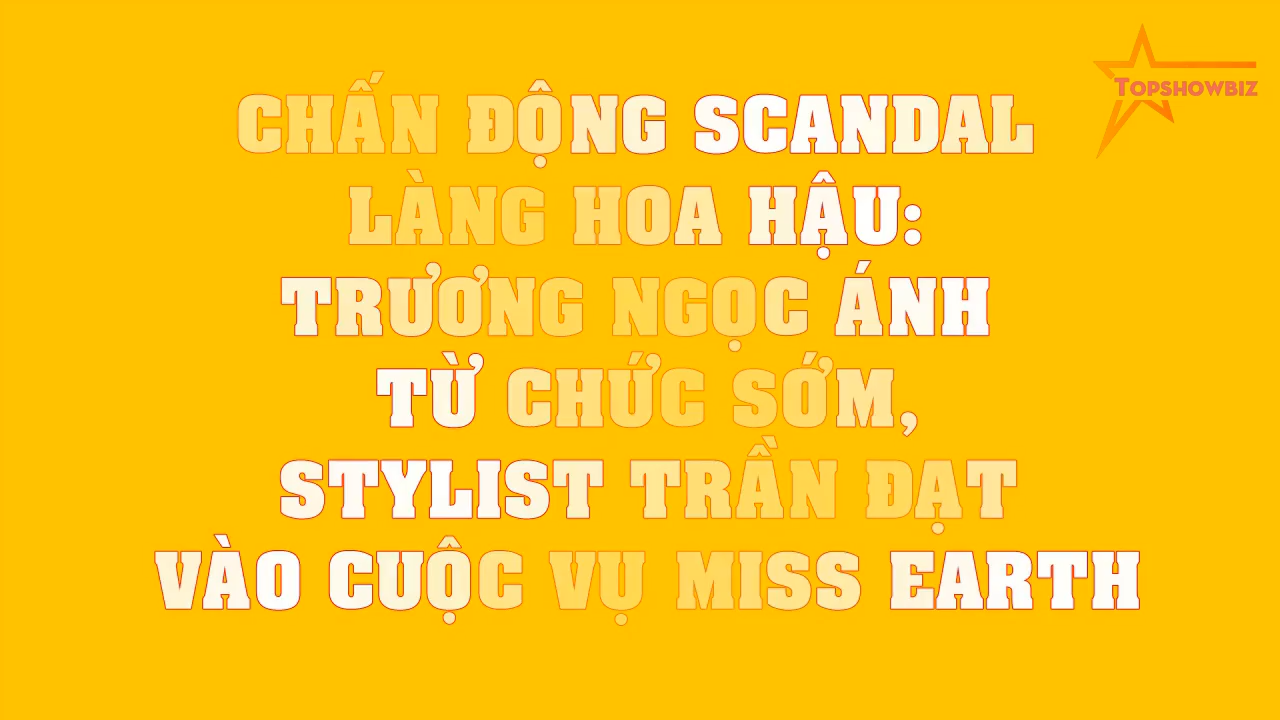 TOPSHOWBIZ
CHẤN ĐỘNG SCANDAL
LÀNG HOA HẬU:
TRƯƠNG NGỌC ÁNH
TỪ CHỨC SỚM,
STYLIST TRẦN ĐẠT
VÀO CUỘC VỤ MISS EARTH